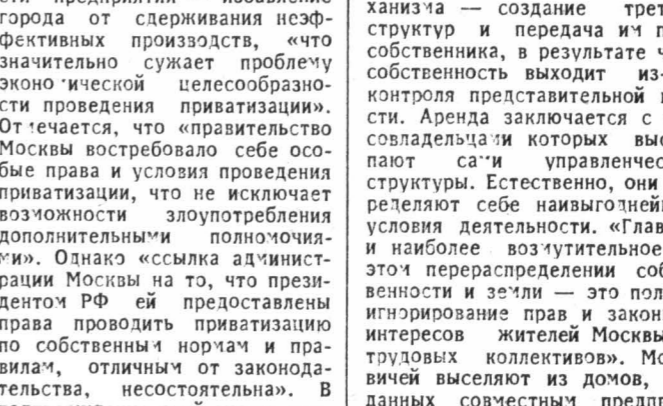 города от сдерживания неэф-
фективных производств, «что
значительно сужает проблему
экономической целесообразно-
сти проведения приватизации».
Отмечается, что «правительство
Москвы востребовало себе осо-
бые права и условия проведения
приватизации, что не исключает
возможности злоупотребления
дополнительными полномочия-
ми». Однако «ссылка админист-
рации Москвы на то, что прези-
дентом РФ ей предоставлены
права проводить приватизацию
по собственным нормам и пра-
вилам, отличным от законода-
тельства, несостоятельна». В
ханизма — создание трет
структур и передача им п
собственника, в результате ч
собственность выходит из-
контроля представительной
сти. Аренда заключается с
совладельцами которых выс
пают сами управленчес
структуры. Естественно, они
ределяют себе наивыгодней
условия деятельности. «Глав
и наиболее возмутительное
этом перераспределении соб
венности и земли — это пол
игнорирование прав и закон
интересов жителей Москвы
трудовых коллективов». Мо
вичей выселяют из домов,
данных совместным предпр